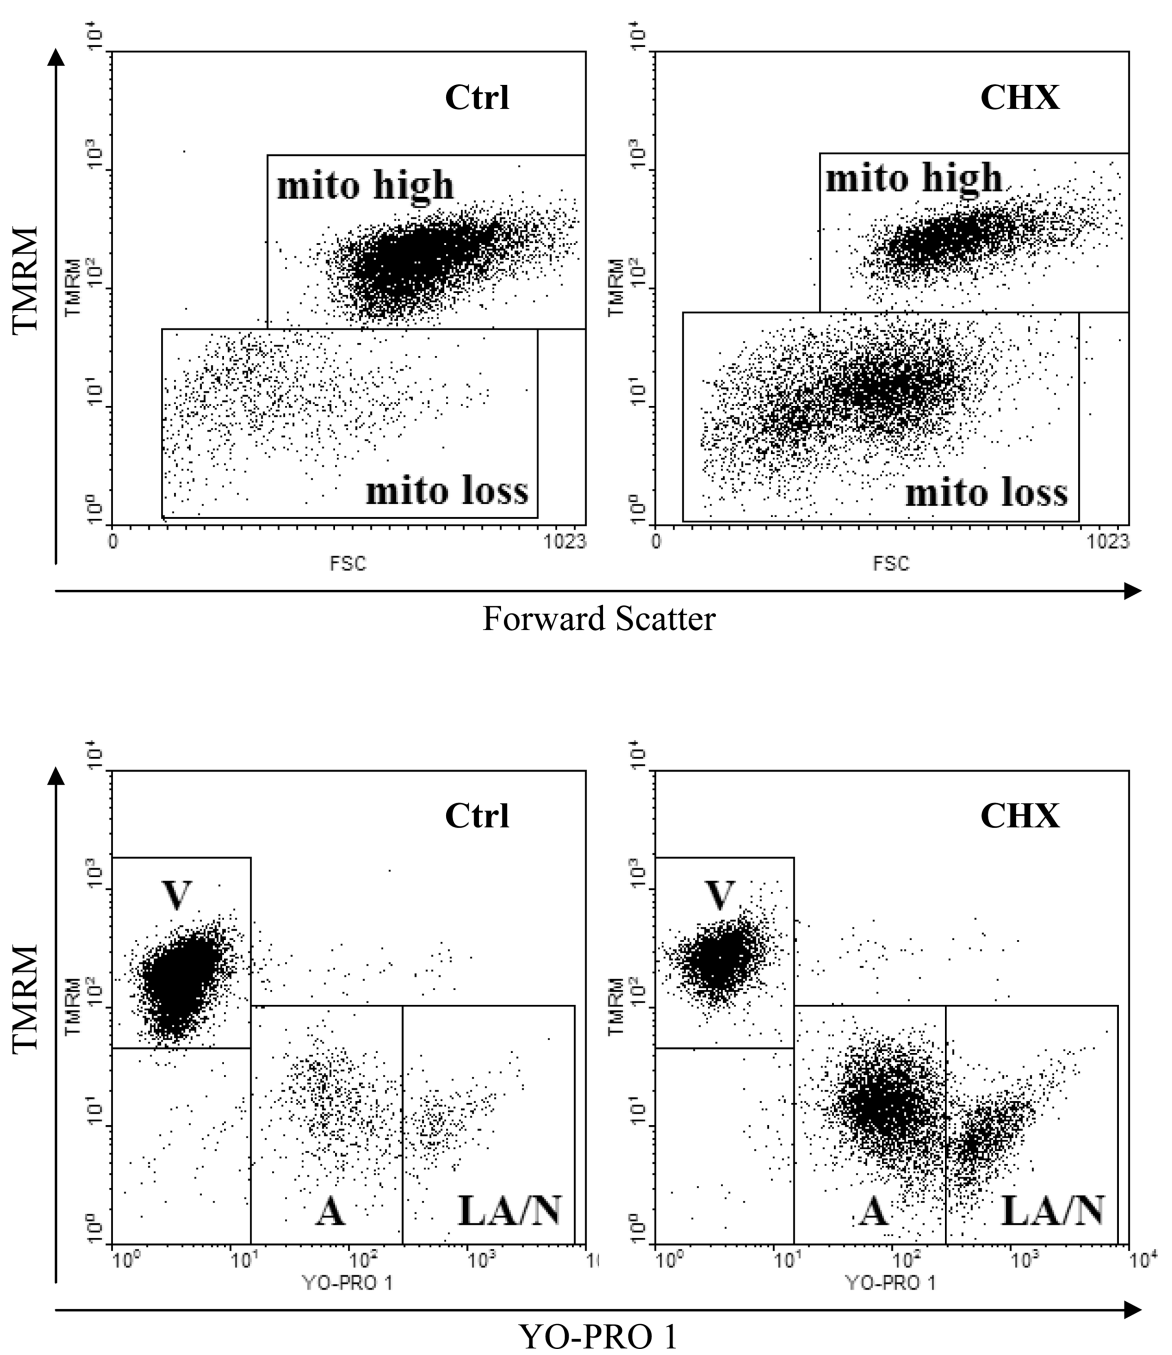 Ctrl
CHX
mito high
mito high
mito loss
mito loss
TMRM
TMRM
TMRM
10⁴
10³
10²
10¹
10⁰
10⁴
10³
10²
10¹
10⁰
0
1023
0
1023
FSC
FSC
Forward Scatter
Ctrl
CHX
V
V
A
LA/N
A
LA/N
TMRM
TMRM
TMRM
10⁴
10³
10²
10¹
10⁰
10⁴
10³
10²
10¹
10⁰
10⁰ 10¹ 10² 10³
10⁰ 10¹ 10² 10³ 10⁴
YO-PRO 1
YO-PRO 1
YO-PRO 1